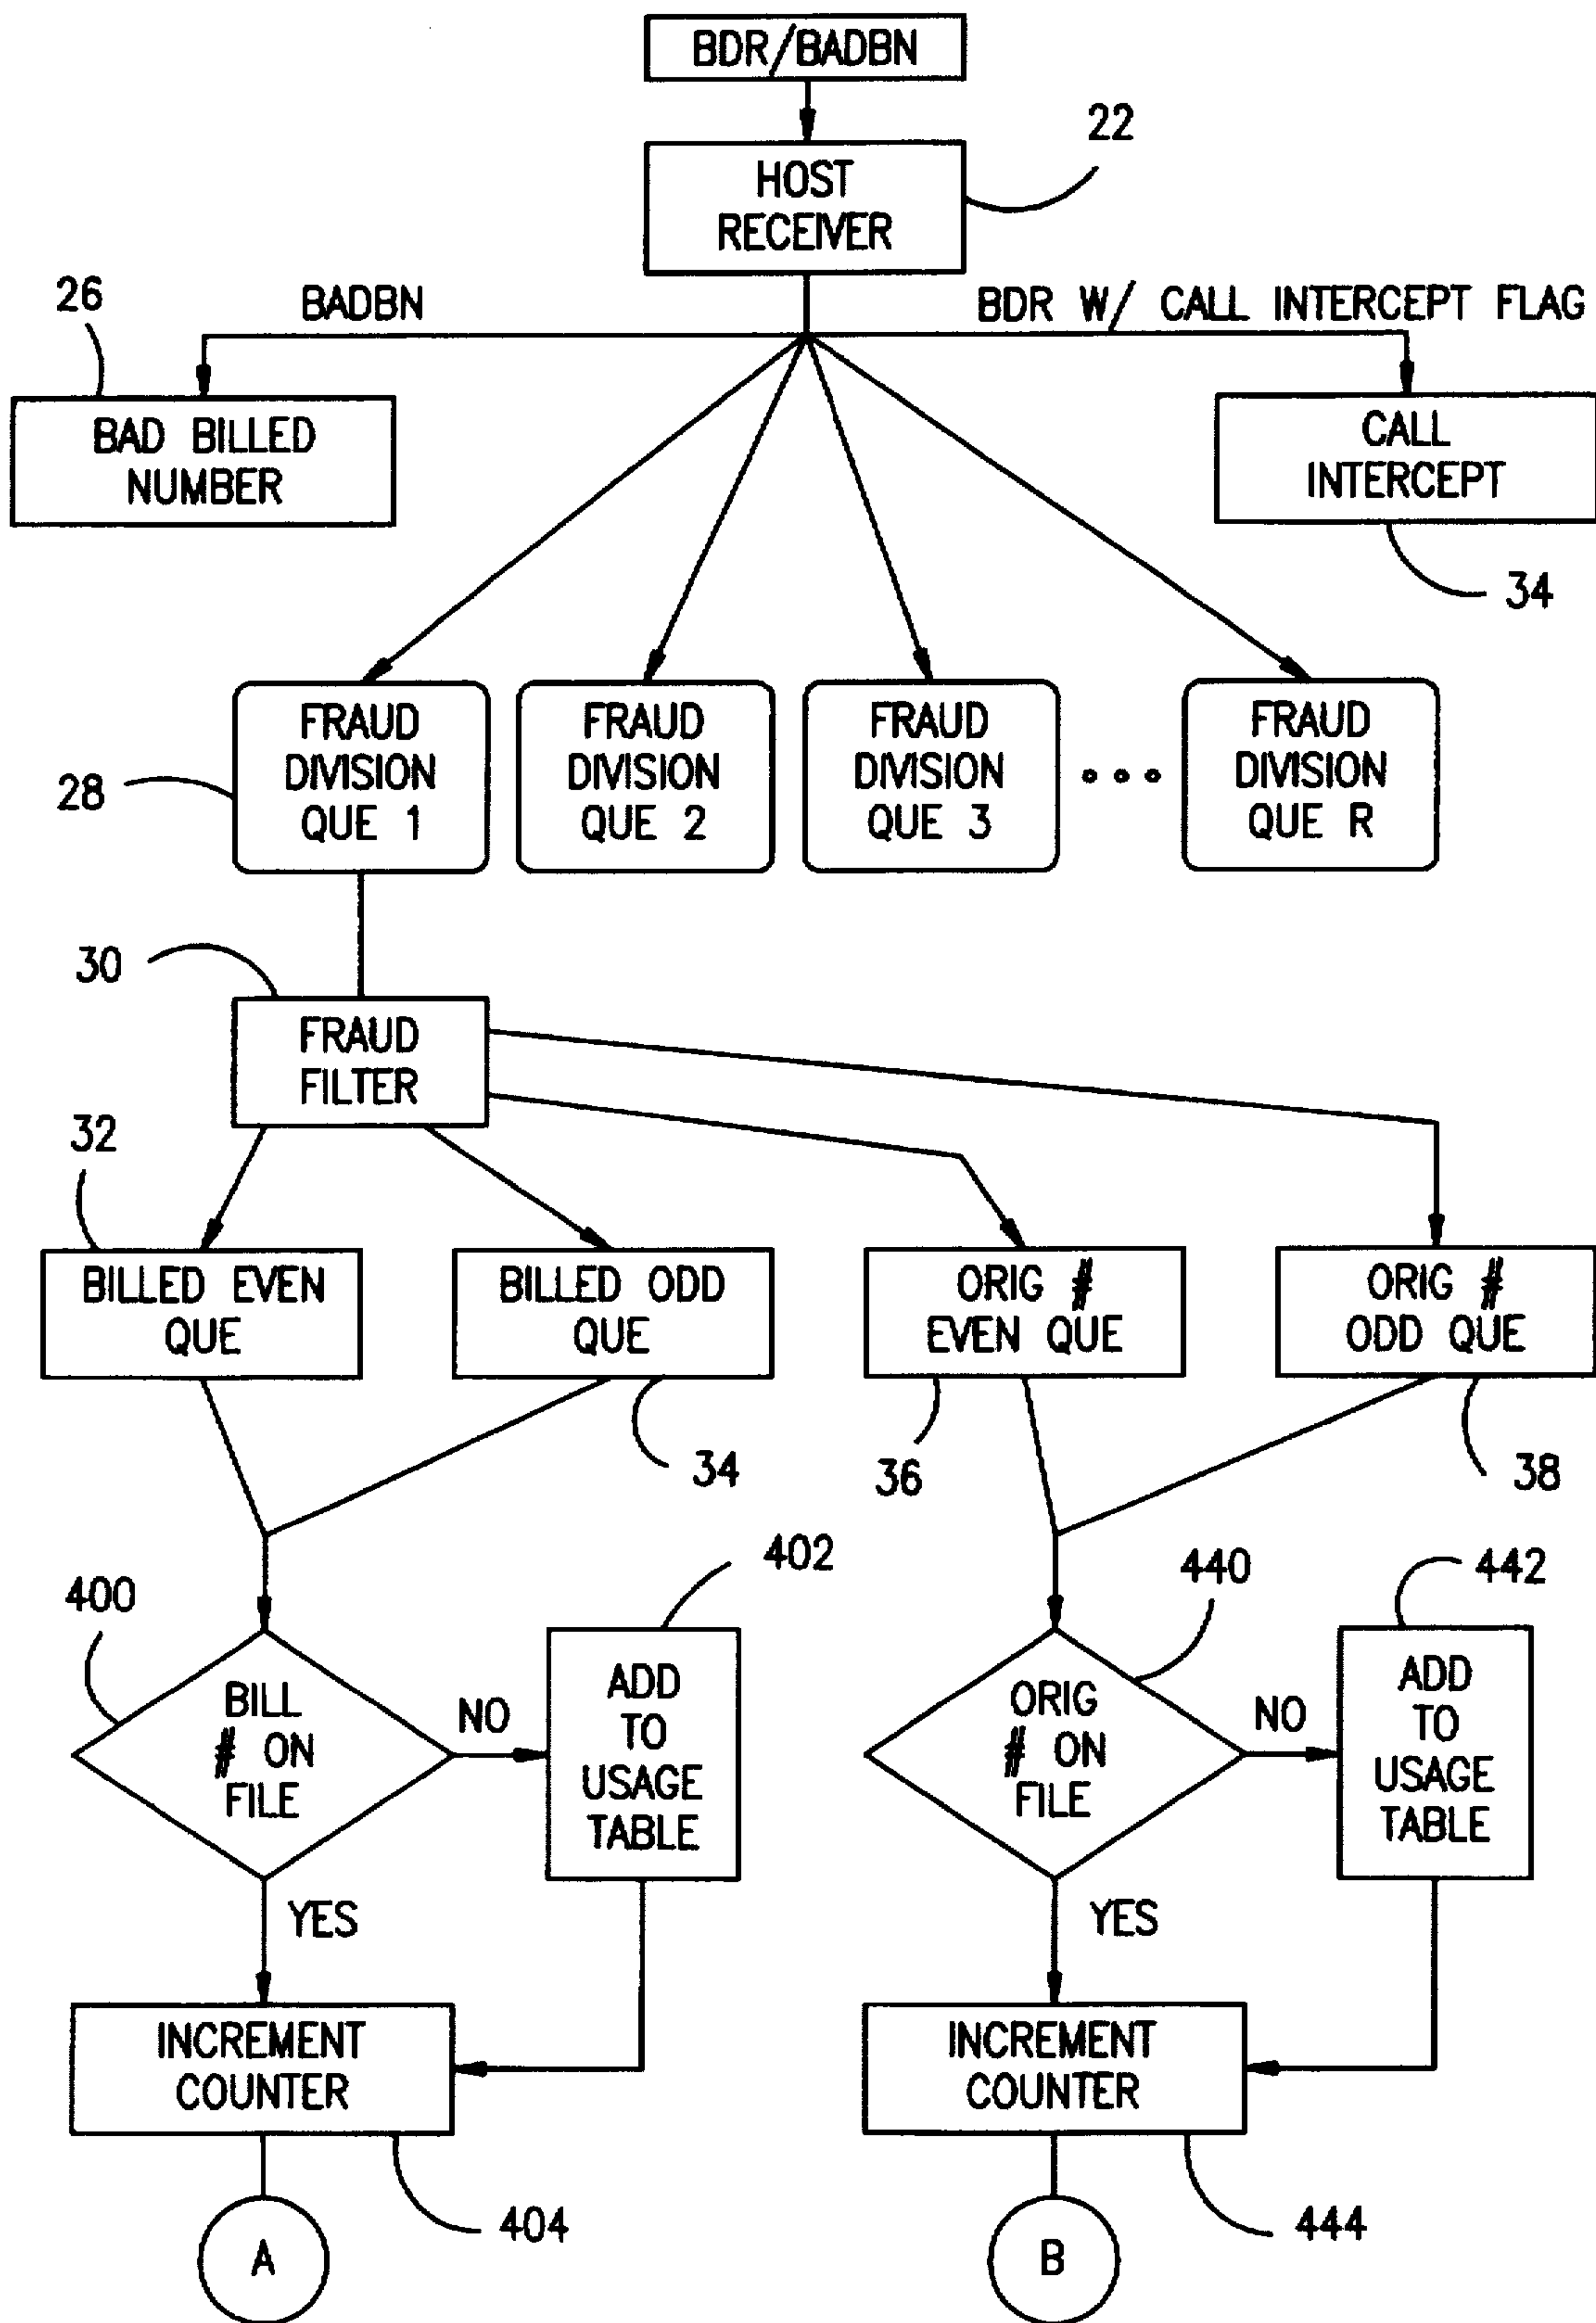 BDR/BADBN
22
HOST
RECEIVER
26
BADBN
BDR W/ CALL INTERCEPT FLAG
BAD BILLED
NUMBER
CALL
INTERCEPT
34
FRAUD
DIVISION
QUE 1
FRAUD
DIVISION
QUE 2
FRAUD
DIVISION
QUE 3
FRAUD
DIVISION
QUE R
28
30
FRAUD
FILTER
32
BILLED EVEN
QUE
BILLED ODD
QUE
ORIG #
EVEN QUE
ORIG #
ODD QUE
34
36
38
400
402
440
442
BILL
# ON
FILE
NO
ADD
TO
USAGE
TABLE
ORIG
# ON
FILE
NO
ADD
TO
USAGE
TABLE
YES
YES
INCREMENT
COUNTER
INCREMENT
COUNTER
404
444
A
B